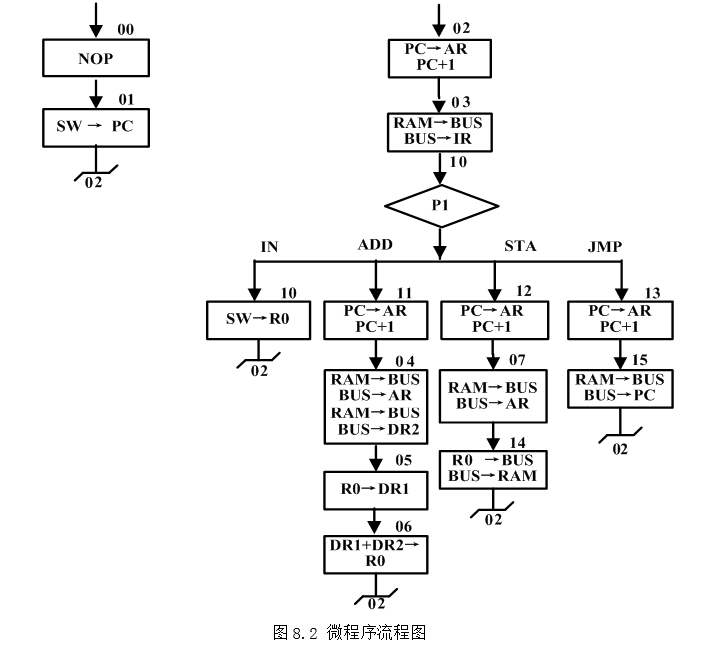 00
NOP
01
SW → PC
02
02
PC→AR
PC+1
03
RAM→BUS
BUS→IR
10
P1
IN
ADD
STA
JMP
10
SW→R0
02
11
PC→AR
PC+1
04
RAM→BUS
BUS→AR
RAM→BUS
BUS→DR2
05
R0→DR1
06
DR1+DR2→
R0
02
12
PC→AR
PC+1
07
RAM→BUS
BUS→AR
14
R0 →BUS
BUS→RAM
02
13
PC→AR
PC+1
15
RAM→BUS
BUS→PC
02
图 8.2 微程序流程图